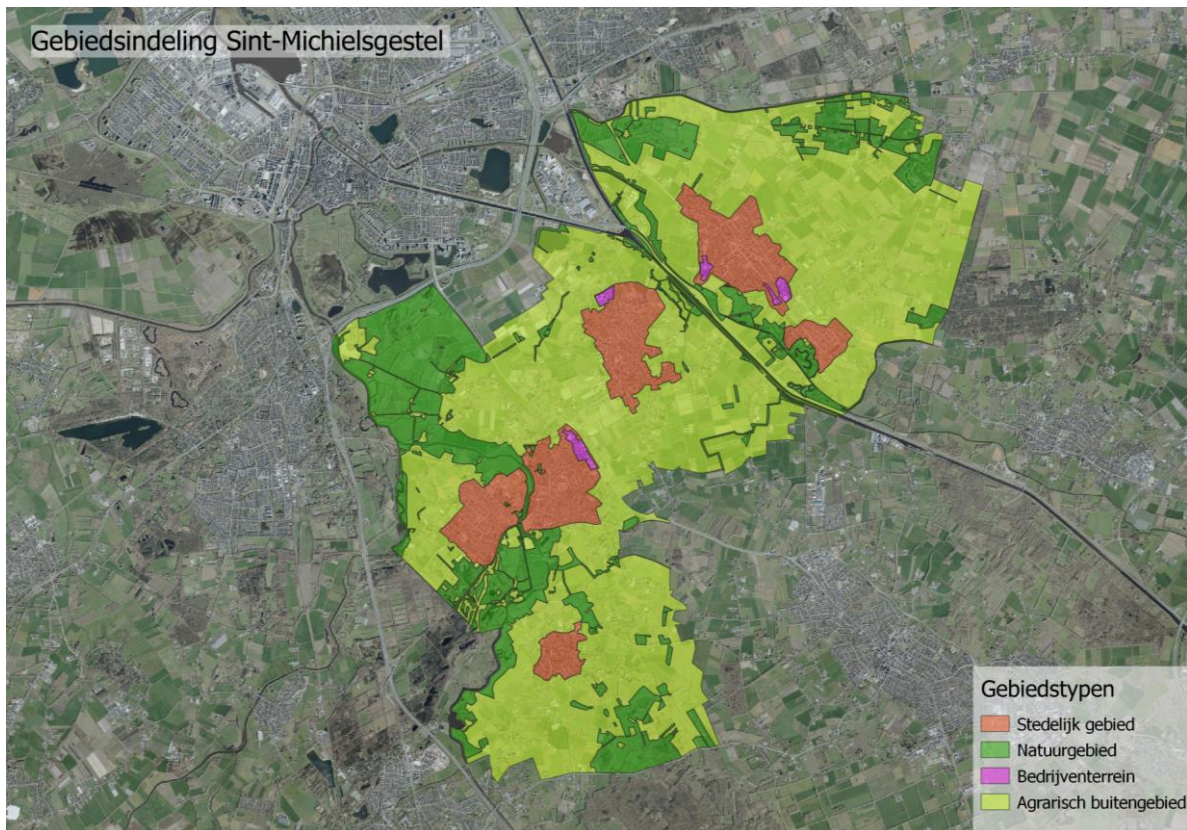 Gebiedsindeling Sint-Michielsgestel
Gebiedstypen
Stedelijk gebied
Natuurgebied
Bedrijventerrein
Agrarisch buitengebied